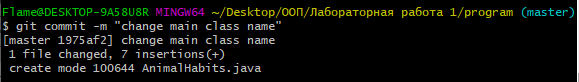 Flame@DESKTOP-9A58U8R MINGW64 ~/Desktop/ООП/Лабораторная работа 1/program (master)
$ git commit -m "change main class name"
[master 1975af2] change main class name
 1 file changed, 7 insertions(+)
 create mode 100644 AnimalHabits.java